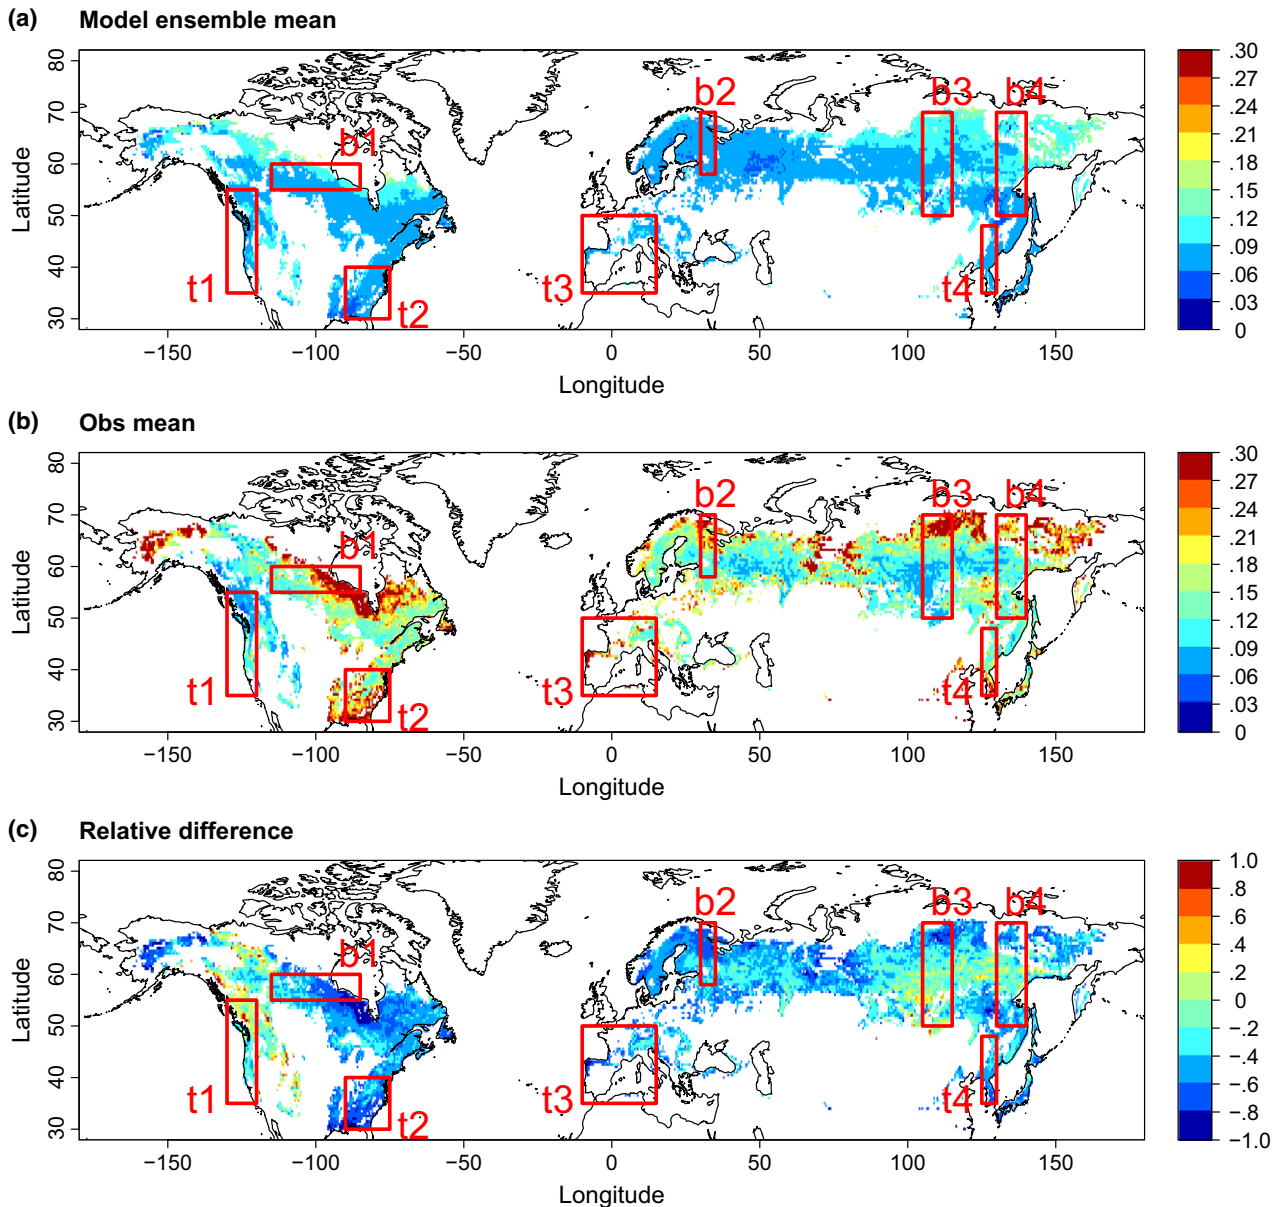 (a) Model ensemble mean
80
70
60
50
40
30
Latitude
b1
b2
b3
b4
t1
t2
t3
t4
−150
−100
−50
0
50
100
150
Longitude
.30
.27
.24
.21
.18
.15
.12
.09
.06
.03
0
(b) Obs mean
80
70
60
50
40
30
Latitude
b1
b2
b3
b4
t1
t2
t3
t4
−150
−100
−50
0
50
100
150
Longitude
.30
.27
.24
.21
.18
.15
.12
.09
.06
.03
0
(c) Relative difference
80
70
60
50
40
30
Latitude
b1
b2
b3
b4
t1
t2
t3
t4
−150
−100
−50
0
50
100
150
Longitude
1.0
.8
.6
.4
.2
0
−.2
−.4
−.6
−.8
−1.0